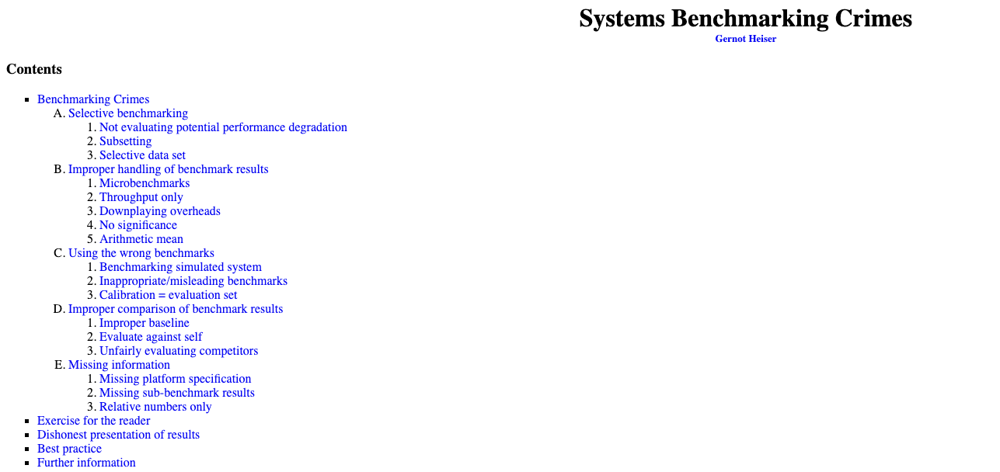 Systems Benchmarking Crimes
Gernot Heiser
Contents
Benchmarking Crimes
A. Selective benchmarking
1. Not evaluating potential performance degradation
2. Subsetting
3. Selective data set
B. Improper handling of benchmark results
1. Microbenchmarks
2. Throughput only
3. Downplaying overheads
4. No significance
5. Arithmetic mean
C. Using the wrong benchmarks
1. Benchmarking simulated system
2. Inappropriate/misleading benchmarks
3. Calibration = evaluation set
D. Improper comparison of benchmark results
1. Improper baseline
2. Evaluate against self
3. Unfairly evaluating competitors
E. Missing information
1. Missing platform specification
2. Missing sub-benchmark results
3. Relative numbers only
Exercise for the reader
Dishonest presentation of results
Best practice
Further information